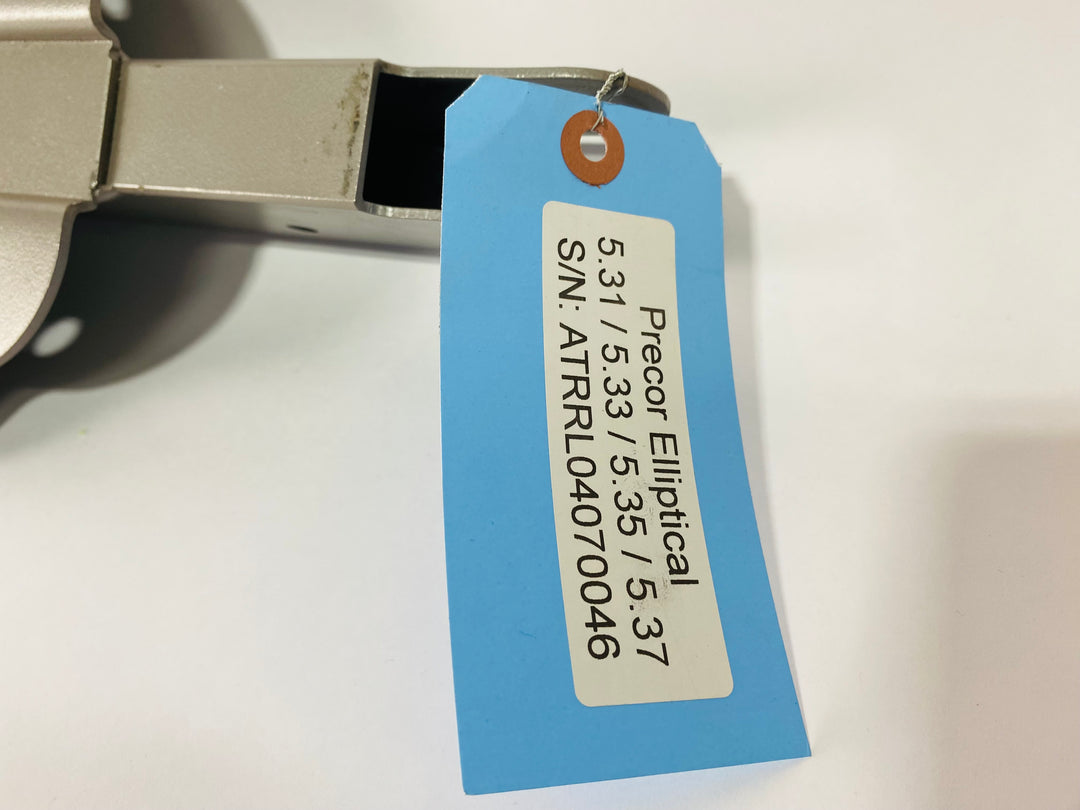 Precor Elliptical
5.31 / 5.33 / 5.35 / 5.37
S/N: ATRRL04070046